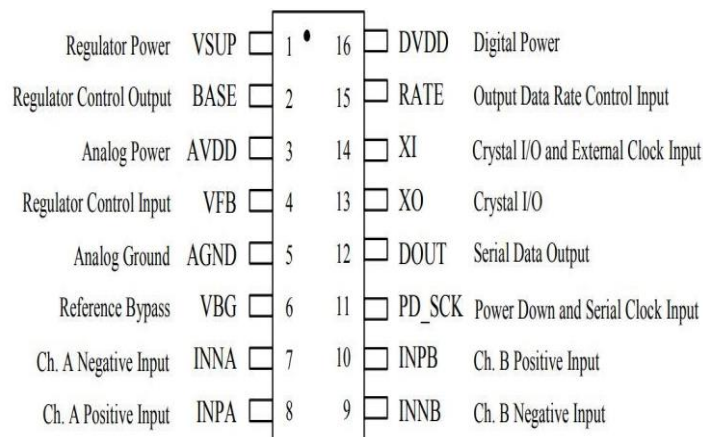 Regulator Power VSUP 1 16 DVDD Digital Power
Regulator Control Output BASE 2 15 RATE Output Data Rate Control Input
Analog Power AVDD 3 14 XI Crystal I/O and External Clock Input
Regulator Control Input VFB 4 13 XO Crystal I/O
Analog Ground AGND 5 12 DOUT Serial Data Output
Reference Bypass VBG 6 11 PD_SCK Power Down and Serial Clock Input
Ch. A Negative Input INNA 7 10 INPB Ch. B Positive Input
Ch. A Positive Input INPA 8 9 INNB Ch. B Negative Input